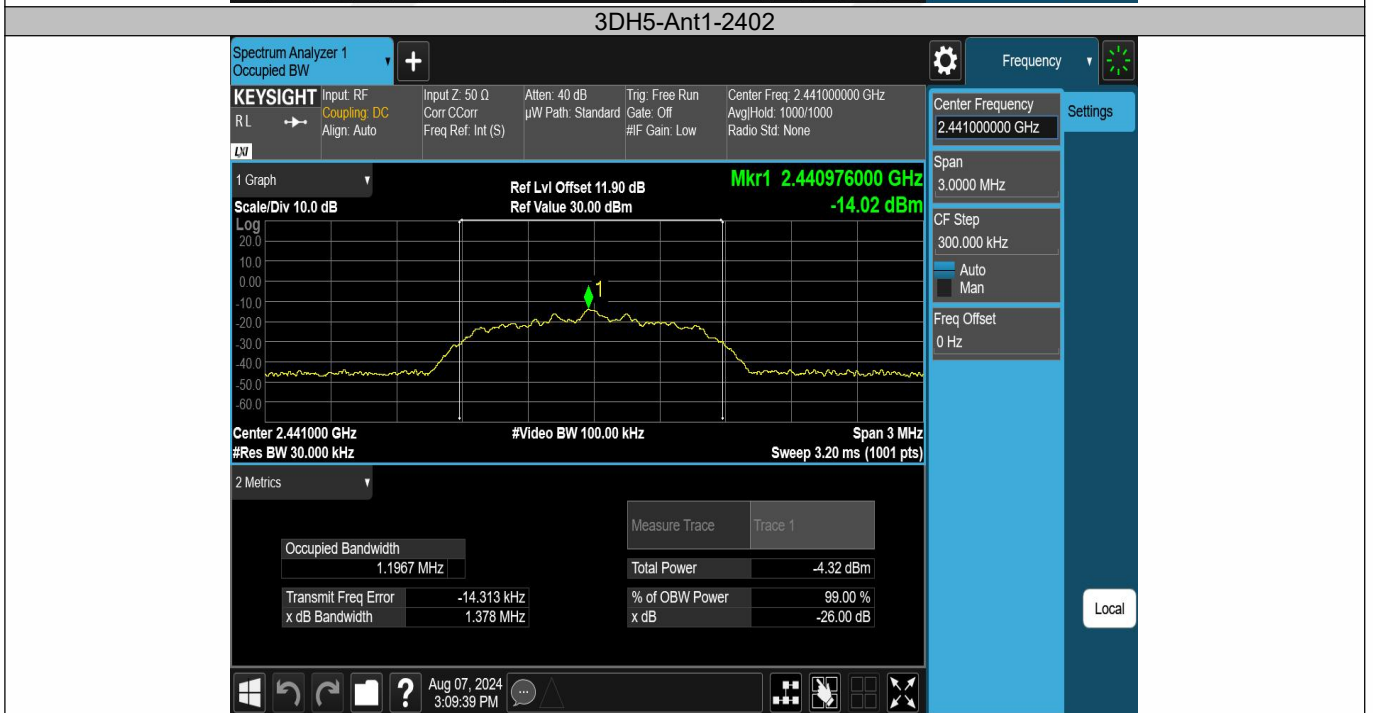 3DH5-Ant1-2402
Spectrum Analyzer 1
Occupied BW
+
Frequency
KEYSIGHT
RL
LXI
Input: RF
Coupling: DC
Align: Auto
Input Z: 50 Ω
Corr CCorr
Freq Ref: Int (S)
Atten: 40 dB
µW Path: Standard
Trig: Free Run
Gate: Off
#IF Gain: Low
Center Freq: 2.441000000 GHz
Avg|Hold: 1000/1000
Radio Std: None
Center Frequency
2.441000000 GHz
Settings
Span
3.0000 MHz
CF Step
300.000 kHz
Auto
Man
Freq Offset
0 Hz
1 Graph
Scale/Div 10.0 dB
Ref Lvl Offset 11.90 dB
Ref Value 30.00 dBm
Mkr1 2.440976000 GHz
-14.02 dBm
Log
20.0
10.0
0.00
-10.0
-20.0
-30.0
-40.0
-50.0
-60.0
1
Center 2.441000 GHz
#Video BW 100.00 kHz
Span 3 MHz
#Res BW 30.000 kHz
Sweep 3.20 ms (1001 pts)
2 Metrics
Measure Trace
Trace 1
Occupied Bandwidth
1.1967 MHz
Total Power
-4.32 dBm
Transmit Freq Error
-14.313 kHz
% of OBW Power
99.00 %
x dB Bandwidth
1.378 MHz
x dB
-26.00 dB
Local
?
Aug 07, 2024
3:09:39 PM